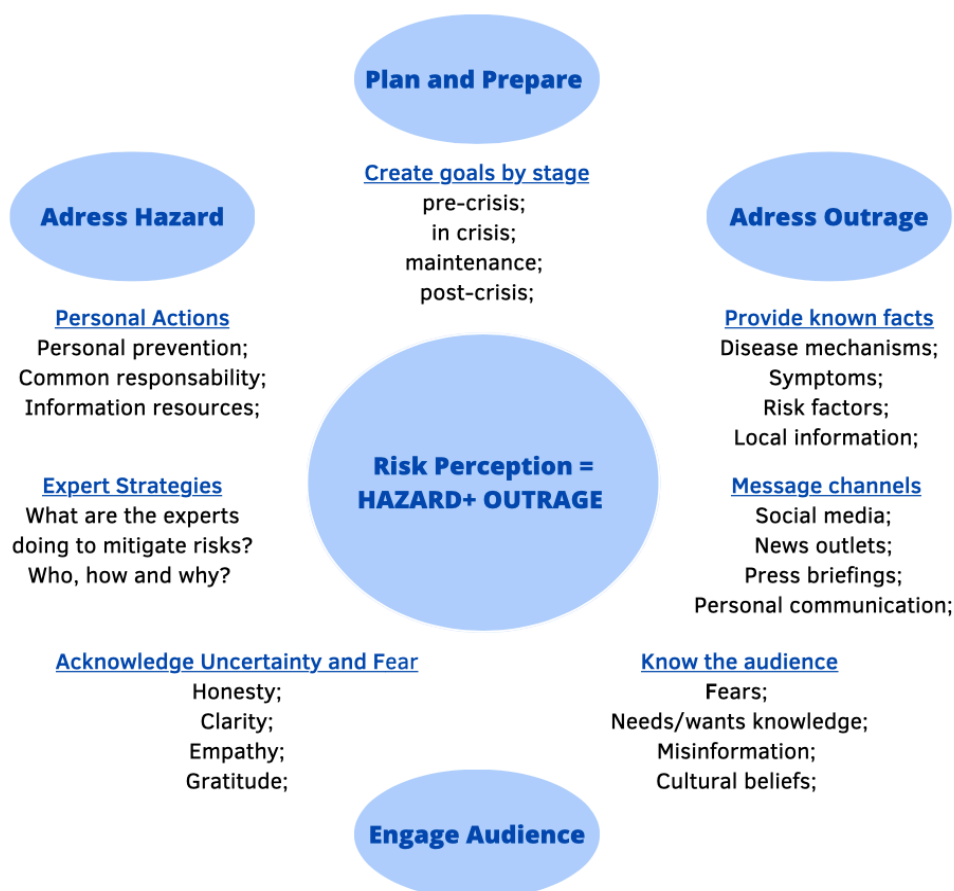 Plan and Prepare
Create goals by stage
pre-crisis;
in crisis;
maintenance;
post-crisis;
Adress Hazard
Personal Actions
Personal prevention;
Common responsability;
Information resources;
Expert Strategies
What are the experts
doing to mitigate risks?
Who, how and why?
Adress Outrage
Provide known facts
Disease mechanisms;
Symptoms;
Risk factors;
Local information;
Message channels
Social media;
News outlets;
Press briefings;
Personal communication;
Risk Perception =
HAZARD+ OUTRAGE
Acknowledge Uncertainty and Fear
Honesty;
Clarity;
Empathy;
Gratitude;
Know the audience
Fears;
Needs/wants knowledge;
Misinformation;
Cultural beliefs;
Engage Audience